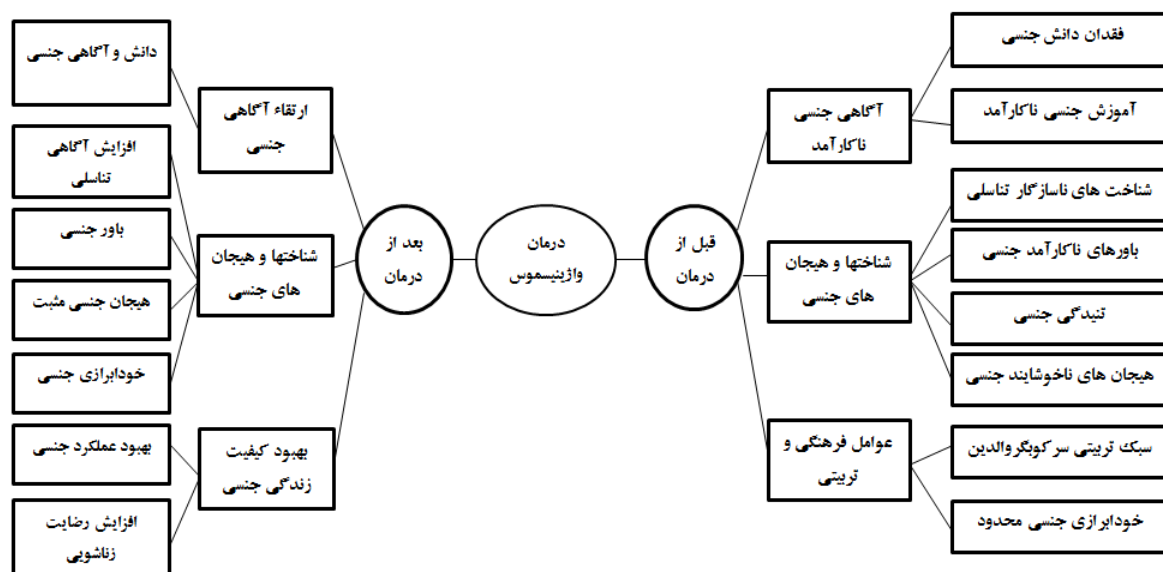 فقدان دانش جنسی
آموزش جنسی ناکارآمد
آگاهی جنسی
ناکارآمد
شناخت های ناسازگار تناسلی
باورهای ناکارآمد جنسی
تنیدگی جنسی
هیجان های ناخوشایند جنسی
شناختها و هیجان
های جنسی
سبک تربیتی سرکوبگروالدین
خودابرازی جنسی محدود
عوامل فرهنگی و
تربیتی
قبل از
درمان
درمان
واژینیسموس
بعد از
درمان
ارتقاء آگاهی
جنسی
دانش و آگاهی جنسی
شناختها و هیجان
های جنسی
افزایش آگاهی
تناسلی
باور جنسی
هیجان جنسی مثبت
خودابرازی جنسی
بهبود کیفیت
زندگی جنسی
بهبود عملکرد جنسی
افزایش رضایت
زناشویی